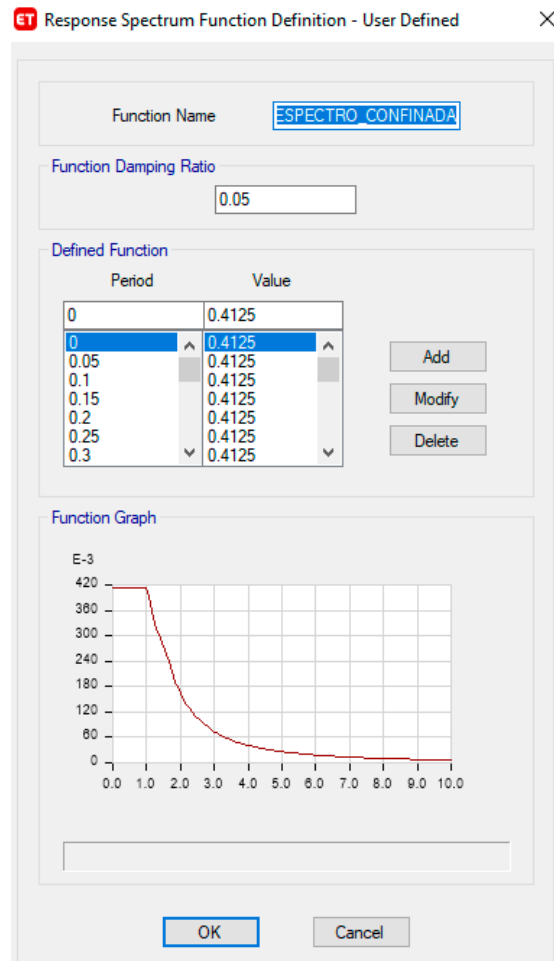 ET Response Spectrum Function Definition - User Defined
Function Name ESPECTRO_CONFINADA
Function Damping Ratio
0.05
Defined Function
Period Value
0 0.4125
0 0.4125
0.05 0.4125
0.1 0.4125
0.15 0.4125
0.2 0.4125
0.25 0.4125
0.3 0.4125
Add
Modify
Delete
Function Graph
E-3
420
360
300
240
180
120
60
0
0.0 1.0 2.0 3.0 4.0 5.0 6.0 7.0 8.0 9.0 10.0
OK Cancel